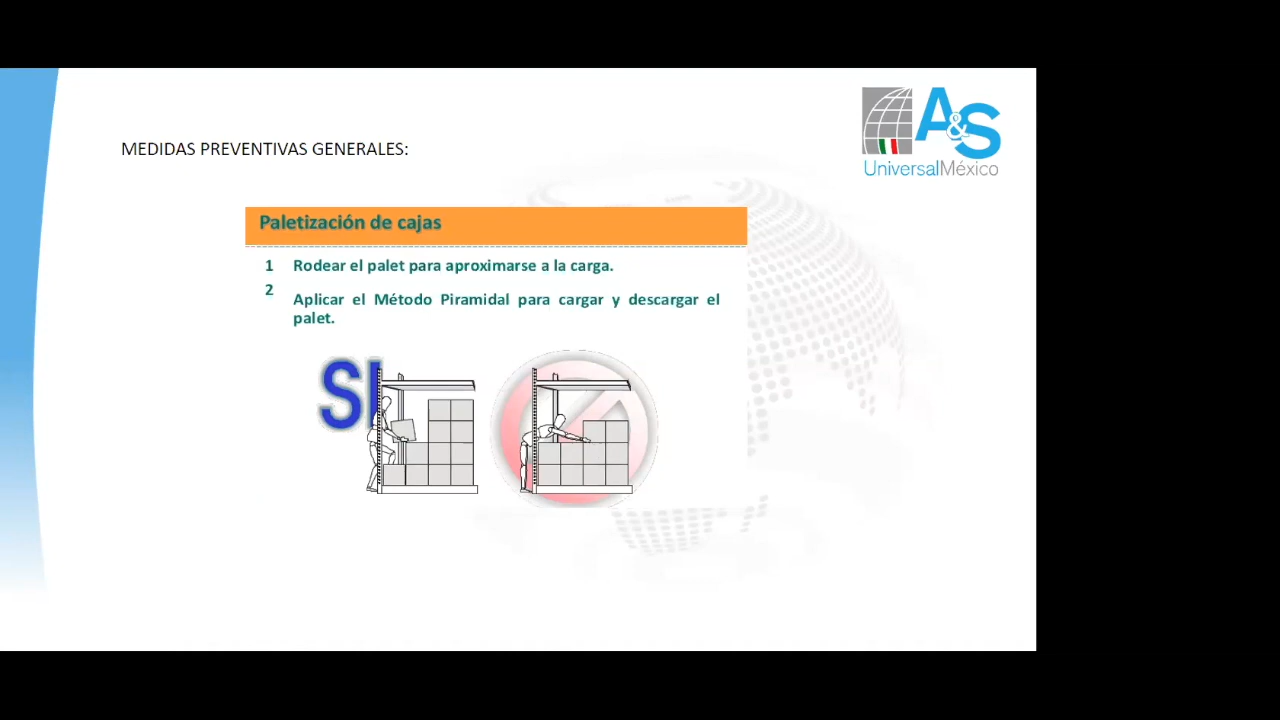 A&S
UniversalMéxico
MEDIDAS PREVENTIVAS GENERALES:
Paletización de cajas
1 Rodear el palet para aproximarse a la carga.
2 Aplicar el Método Piramidal para cargar y descargar el
palet.
SI